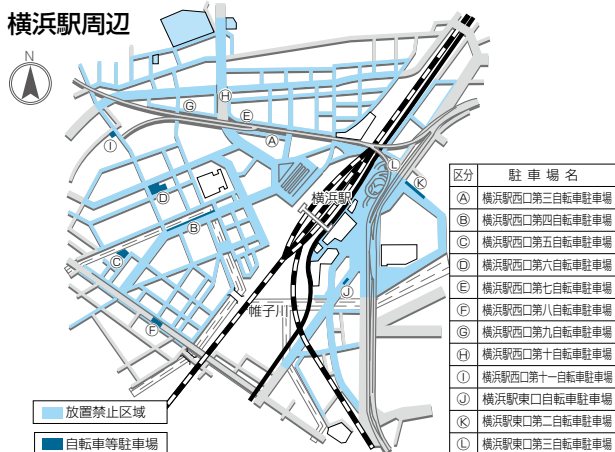 横浜駅周辺
N
Ⓗ
Ⓖ
Ⓔ
Ⓐ
Ⓘ
Ⓛ
Ⓚ
Ⓓ
横浜駅
Ⓑ
Ⓒ
Ⓙ
帷子川
Ⓕ
放置禁止区域
自転車等駐車場
区分 駐車場名
Ⓐ 横浜駅西口第三自転車駐車場
Ⓑ 横浜駅西口第四自転車駐車場
Ⓒ 横浜駅西口第五自転車駐車場
Ⓓ 横浜駅西口第六自転車駐車場
Ⓔ 横浜駅西口第七自転車駐車場
Ⓕ 横浜駅西口第八自転車駐車場
Ⓖ 横浜駅西口第九自転車駐車場
Ⓗ 横浜駅西口第十自転車駐車場
Ⓘ 横浜駅西口第十一自転車駐車場
Ⓙ 横浜駅東口自転車駐車場
Ⓚ 横浜駅東口第二自転車駐車場
Ⓛ 横浜駅東口第三自転車駐車場